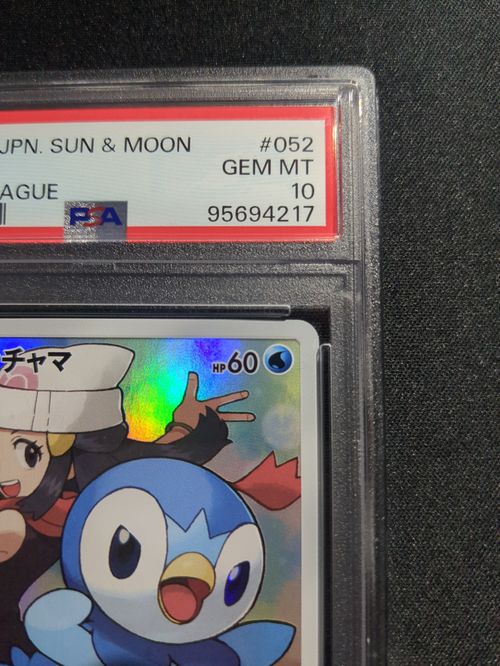 JPN. SUN & MOON #052
GEM MT
AGUE 10
PSA 95694217
チャマ HP60